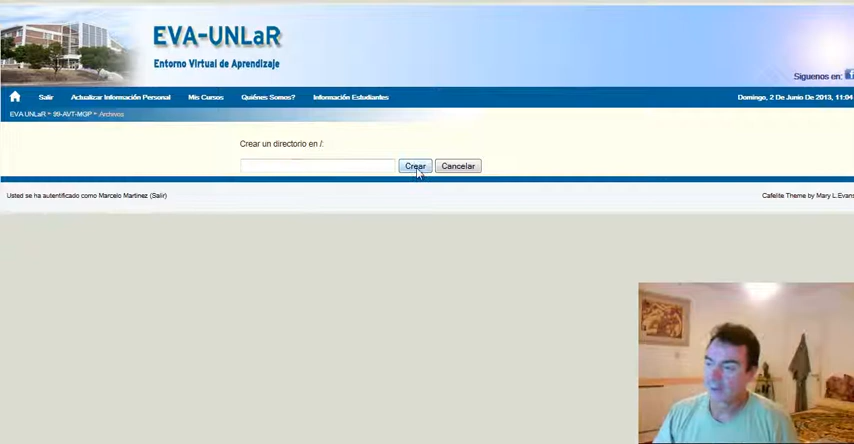 EVA-UNLaR
Entorno Virtual de Aprendizaje
Siguenos en:
Salir Actualizar Información Personal Mis Cursos Quiénes Somos? Información Estudiantes Domingo, 2 De Junio De 2013, 11:04
EVA UNLaR ► 99-AVT-MGP ► Archivos
Crear un directorio en /:
Crear Cancelar
Usted se ha autentificado como Marcelo Martinez (Salir) Cafelite Theme by Mary L.Evans